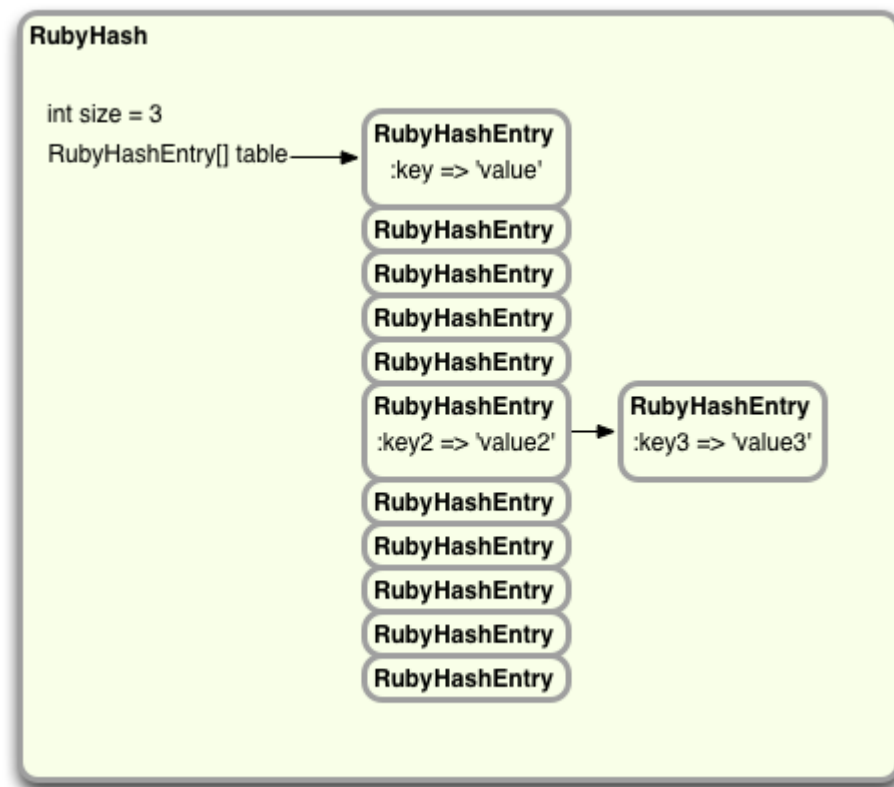 RubyHash
int size = 3
RubyHashEntry[] table
RubyHashEntry
:key => 'value'
RubyHashEntry
RubyHashEntry
RubyHashEntry
RubyHashEntry
RubyHashEntry
:key2 => 'value2'
RubyHashEntry
:key3 => 'value3'
RubyHashEntry
RubyHashEntry
RubyHashEntry
RubyHashEntry
RubyHashEntry